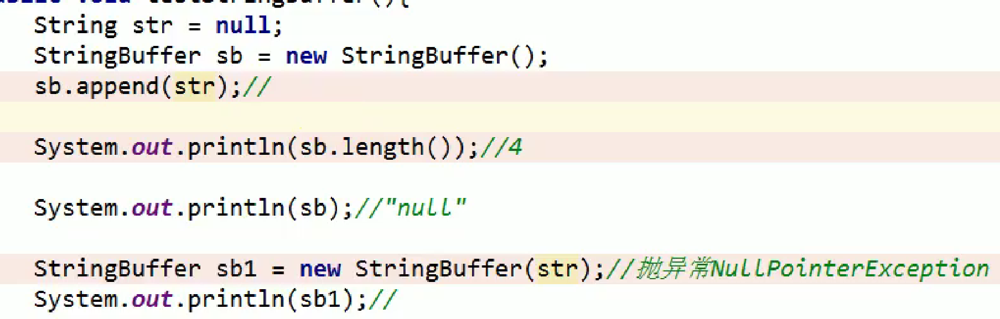 String str = null;
StringBuffer sb = new StringBuffer();
sb.append(str);//
System.out.println(sb.length());//4
System.out.println(sb);//"null"
StringBuffer sb1 = new StringBuffer(str);//抛异常NullPointerException
System.out.println(sb1);//